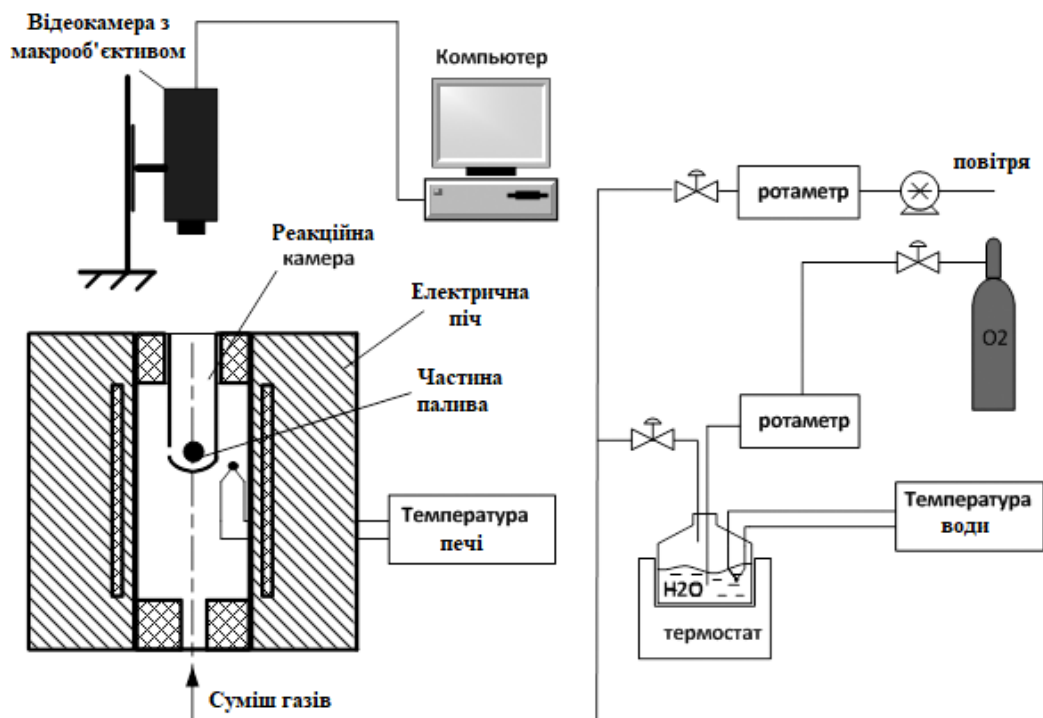 Відеокамера з
макрооб'єктивом
Компьютер
повітря
ротаметр
Реакційна
камера
Електрична
піч
O2
Частина
палива
ротаметр
Температура
печі
Температура
води
H2O
термостат
Суміш газів